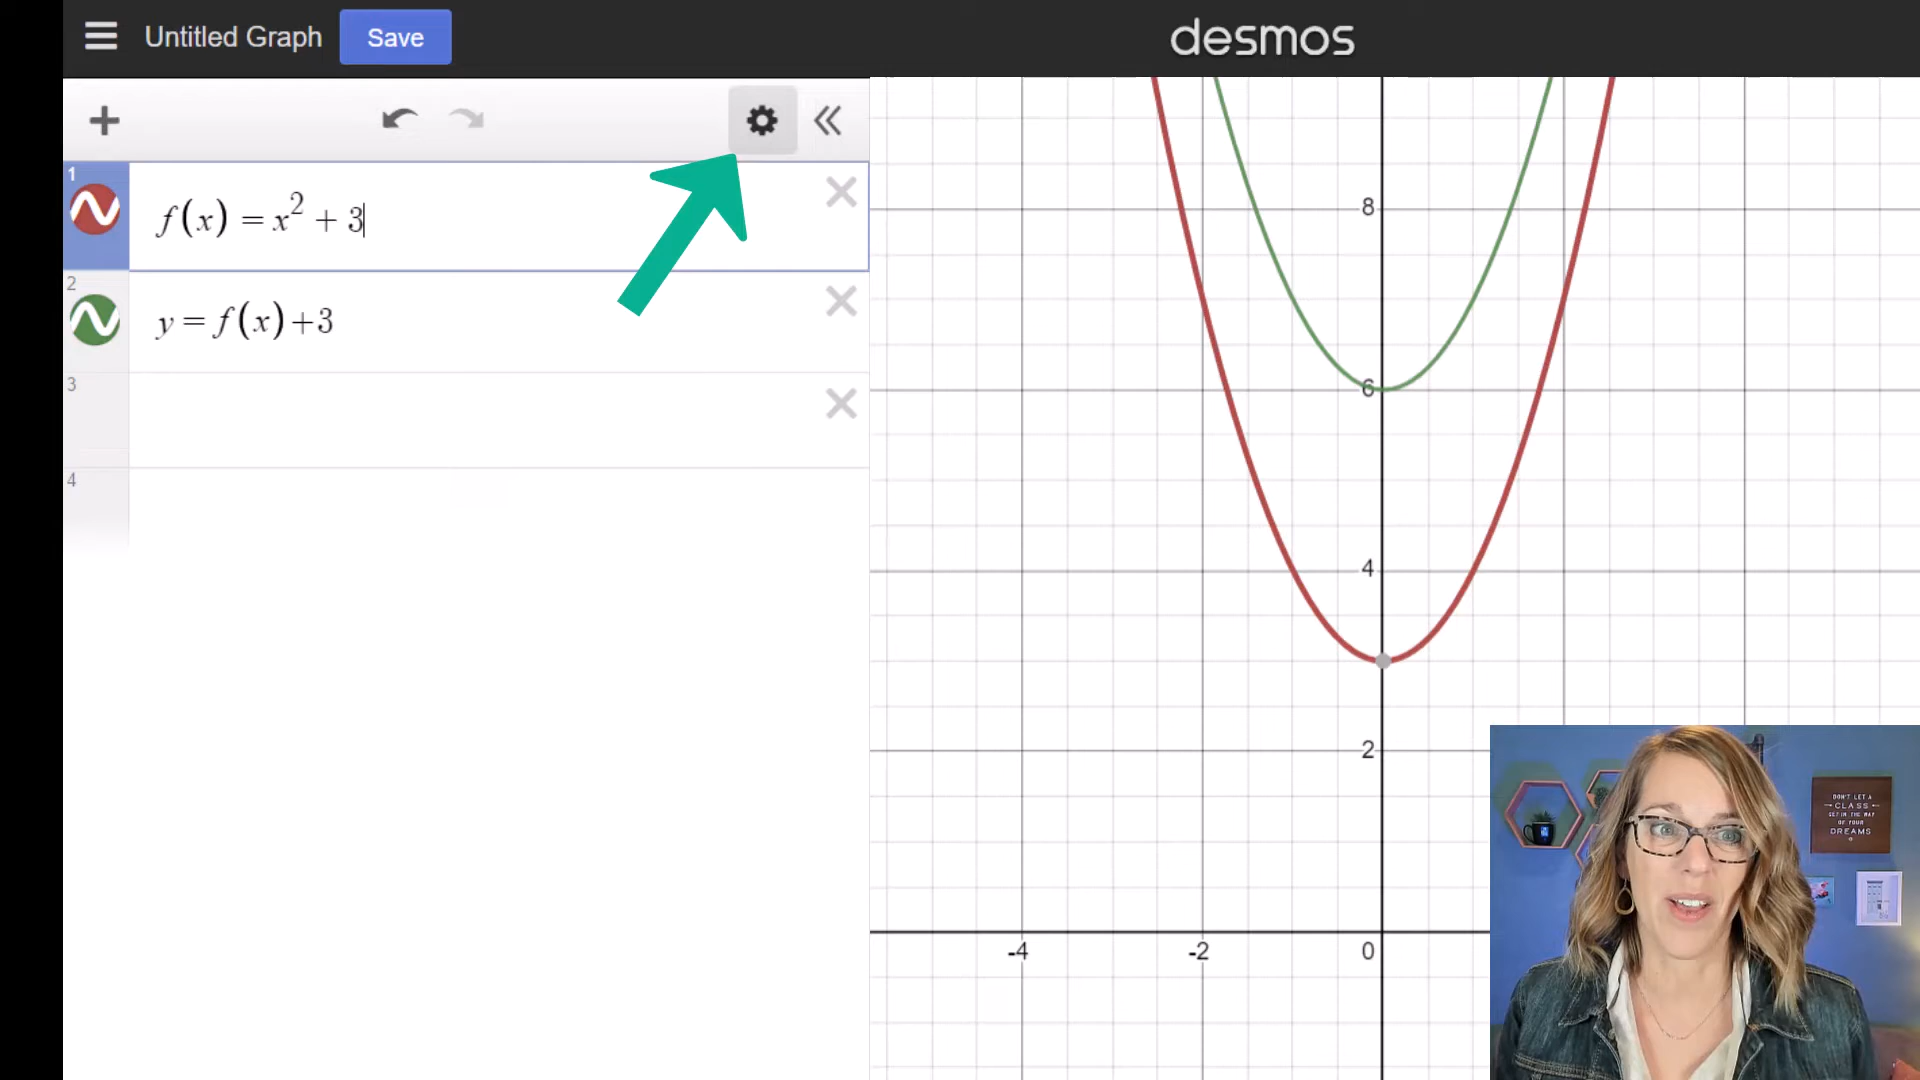 Untitled Graph
Save
desmos
1
f(x) = x² + 3
2
y = f(x)+3
3
4
8
6
4
2
-4
-2
0
DON'T LET A
CLASS
GET IN THE WAY
OF YOUR
DREAMS